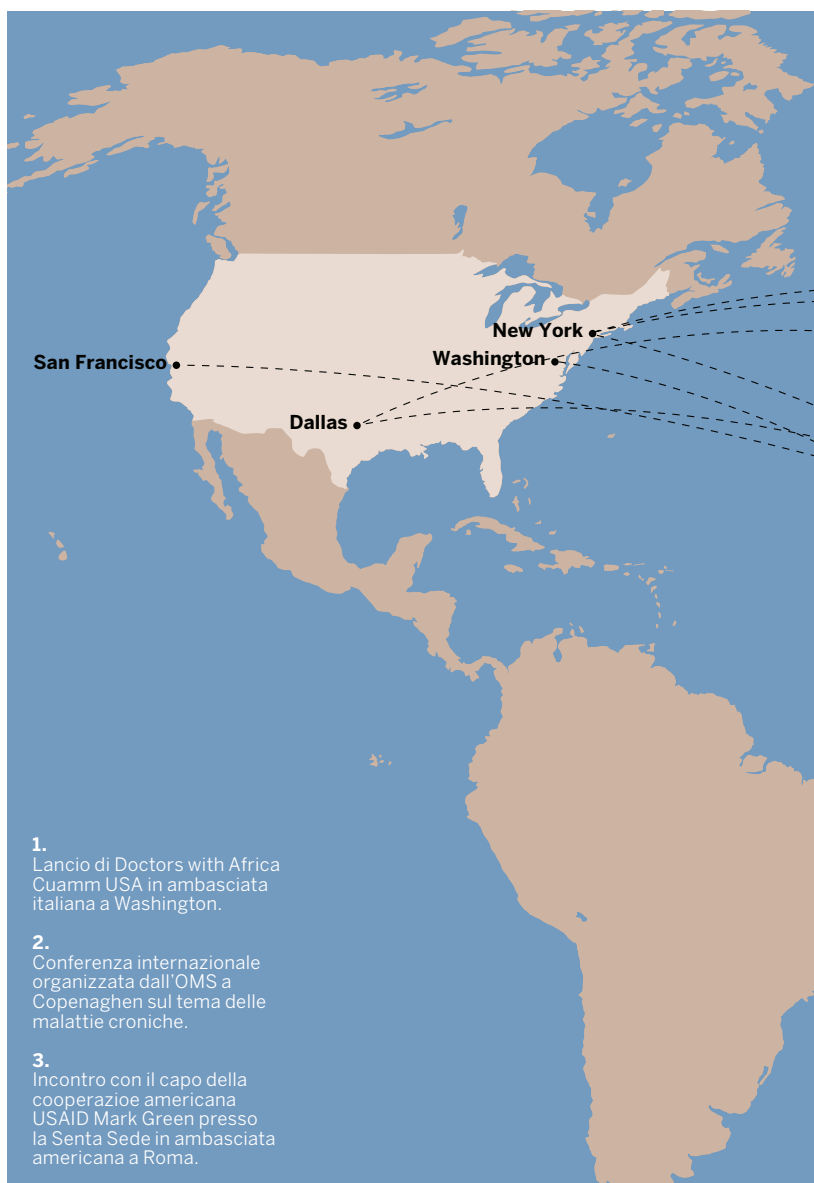 New York
Washington
San Francisco
Dallas
1.
Lancio di Doctors with Africa
Cuamm USA in ambasciata
italiana a Washington.
2.
Conferenza internazionale
organizzata dall'OMS a
Copenaghen sul tema delle
malattie croniche.
3.
Incontro con il capo della
cooperazioe americana
USAID Mark Green presso
la Senta Sede in ambasciata
americana a Roma.